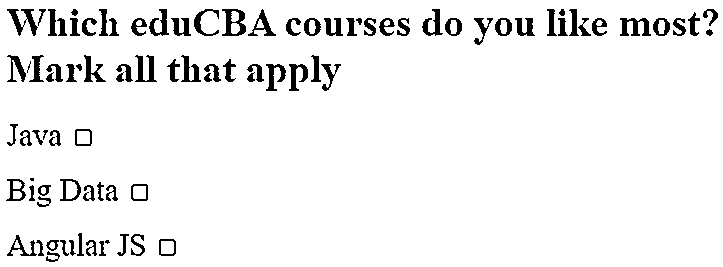 Which eduCBA courses do you like most?
Mark all that apply
Java
Big Data
Angular JS